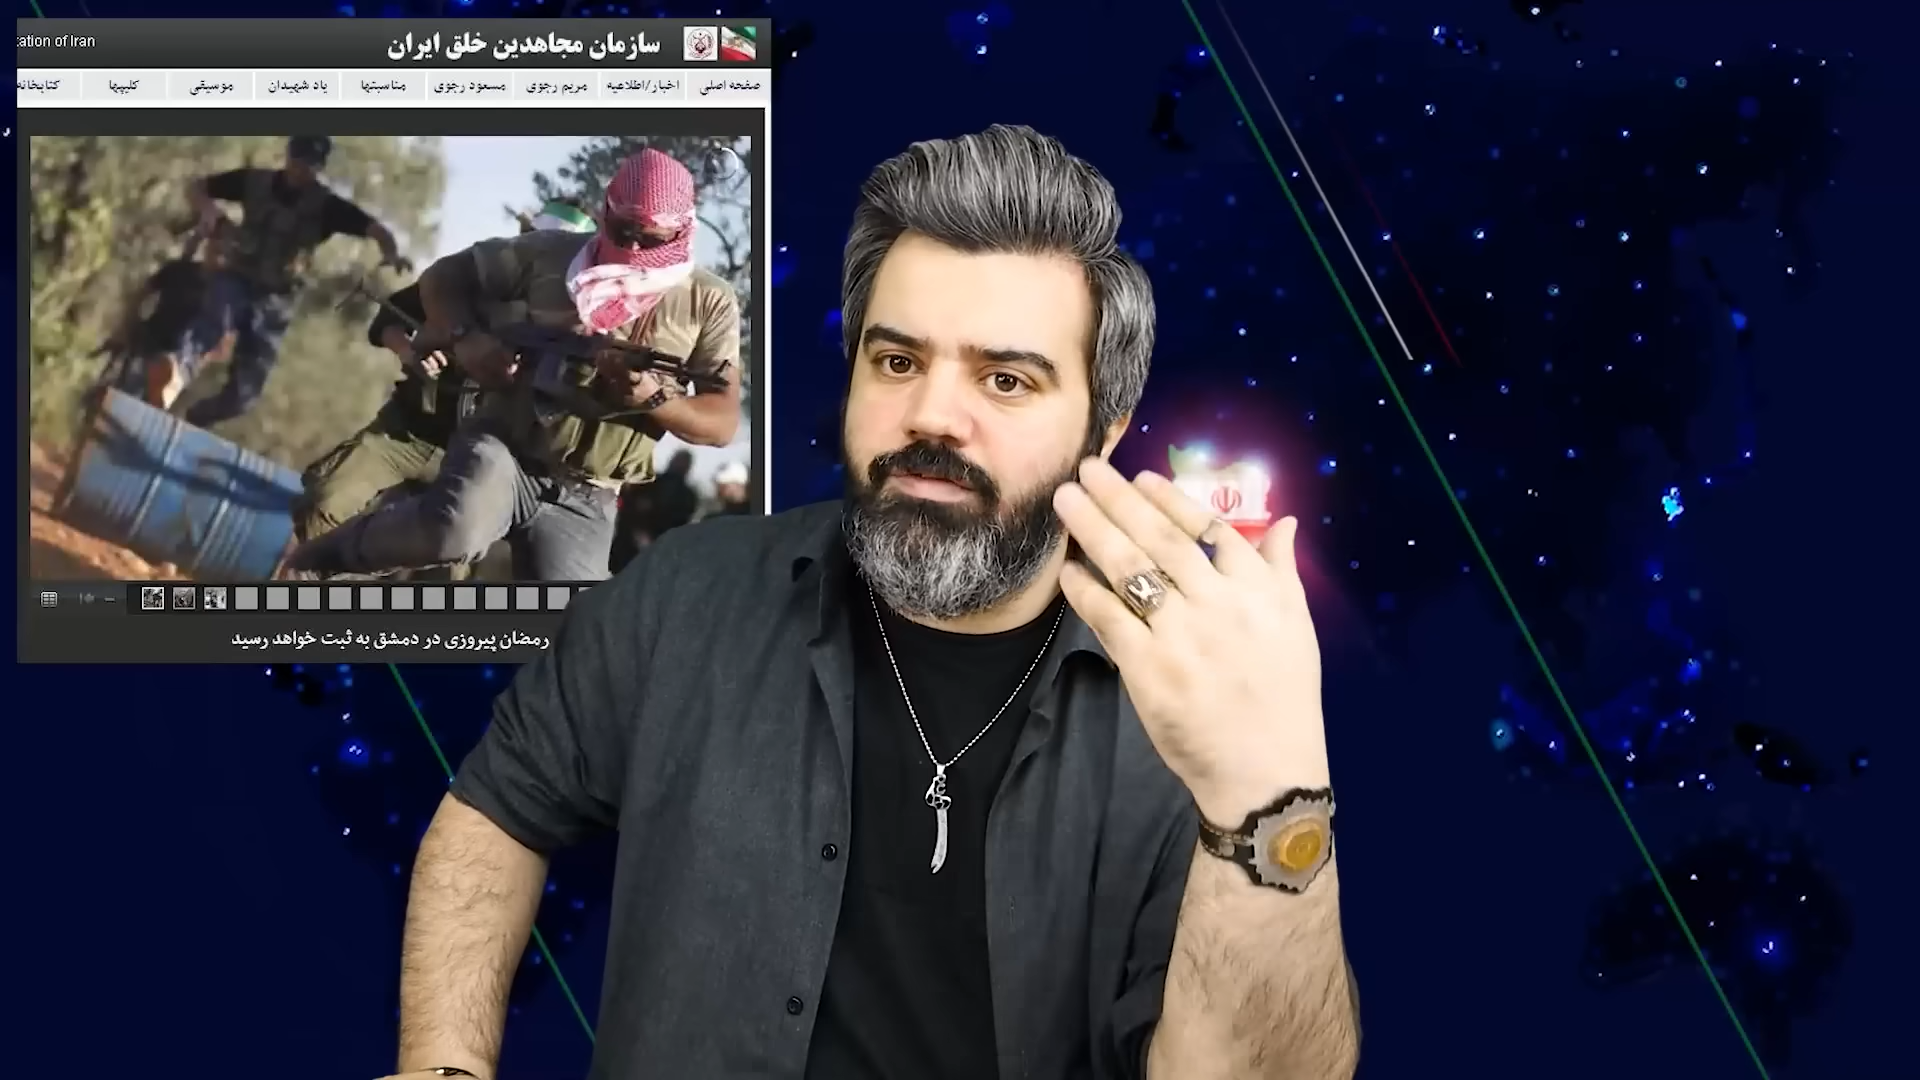 سازمان مجاهدین خلق ایران
ation of Iran
صفحه اصلی اخبار/اطلاعیه مریم رجوی مسعود رجوی مناسبتها یاد شهیدان موسیقی کلیپها کتابخانه
رمضان پیروزی در دمشق به ثبت خواهد رسید